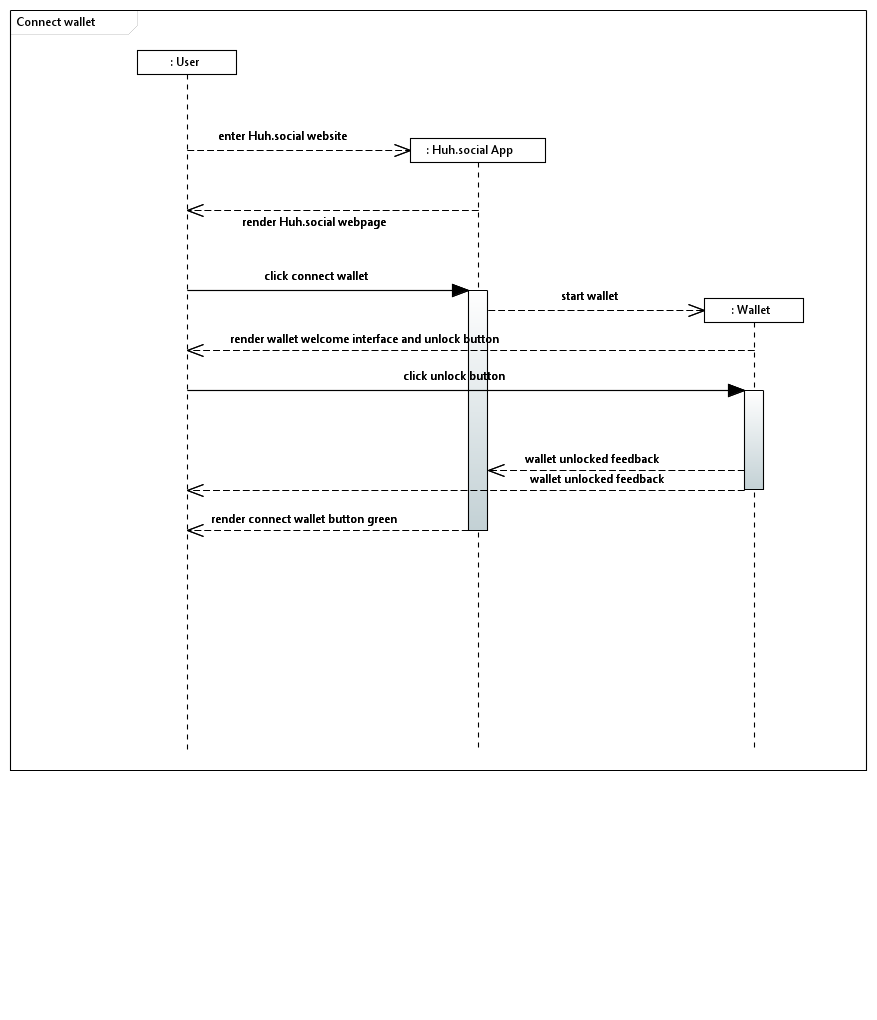 Connect wallet
: User
enter Huh.social website
: Huh.social App
render Huh.social webpage
click connect wallet
start wallet
: Wallet
render wallet welcome interface and unlock button
click unlock button
wallet unlocked feedback
wallet unlocked feedback
render connect wallet button green